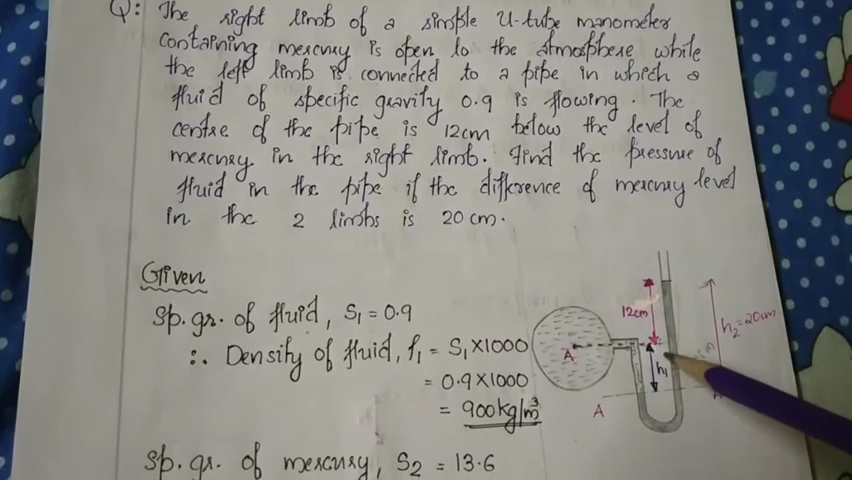 Q: The right limb of a simple U-tube manometer
containing mercury is open to the atmosphere while
the left limb is connected to a pipe in which a
fluid of specific gravity 0.9 is flowing. The
centre of the pipe is 12cm below the level of
mercury in the right limb. Find the pressure of
fluid in the pipe if the difference of mercury level
in the 2 limbs is 20 cm.
Given
Sp. gr. of fluid, S₁ = 0.9
∴ Density of fluid, ρ₁ = S₁ × 1000
= 0.9 × 1000
= 900 kg/m³
Sp. gr. of mercury, S₂ = 13.6
12cm
h₂ = 20cm
A
h₁
A